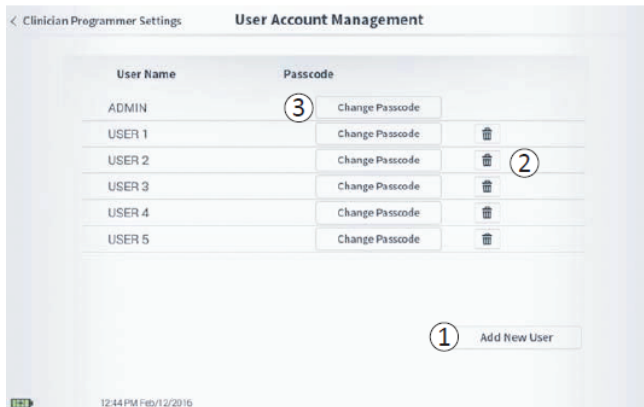 < Clinician Programmer Settings User Account Management
User Name Passcode
ADMIN ③ Change Passcode
USER 1 Change Passcode
USER 2 Change Passcode ②
USER 3 Change Passcode
USER 4 Change Passcode
USER 5 Change Passcode
① Add New User
12:44 PM Feb/12/2016